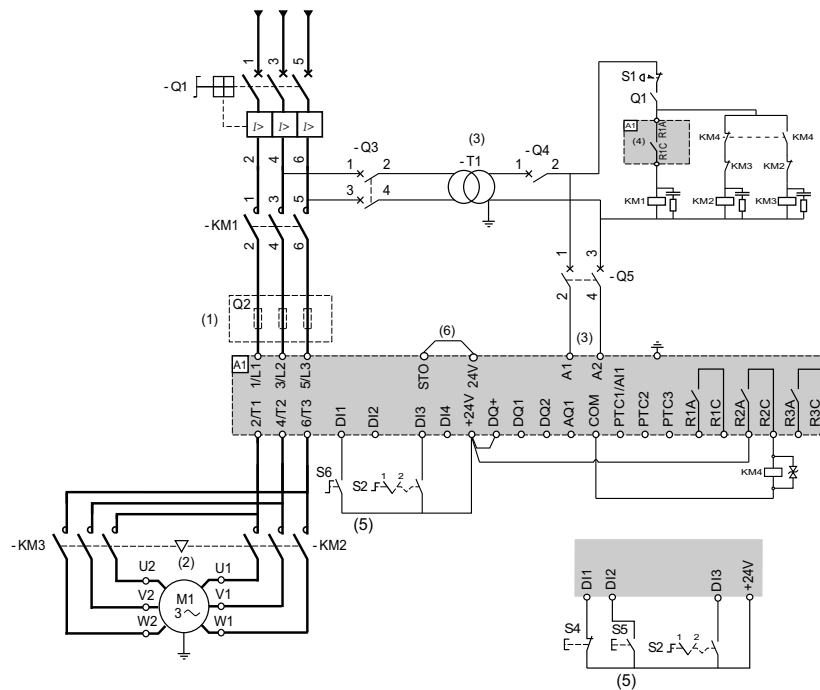 1 3 5
-Q1
I> I> I>
2 4 6
-Q3
1 2
3 4
(3)
-T1
-Q4
1 2
S1
Q1
A1
(4)
R1A
R1C
KM4 KM4
KM3 KM2
KM1 KM2 KM3
1 3 5
-KM1
2 4 6
1 3
-Q5
2 4
(1)
Q2
(6)
(3)
A1
1/L1 3/L2 5/L3 STO 24V A1 A2
2/T1 4/T2 6/T3 DI1 DI2 DI3 DI4 +24V DQ+ DQ1 DQ2 AQ1 COM PTC1/AI1 PTC2 PTC3 R1A R1C R2A R2C R3A R3C
S6
S2 1 2
KM4
(5)
-KM3
(2)
-KM2
U2 U1
V2 V1
W2 W1
M1
3
DI1 DI2 DI3 +24V
S4 S5 S2 1 2
(5)